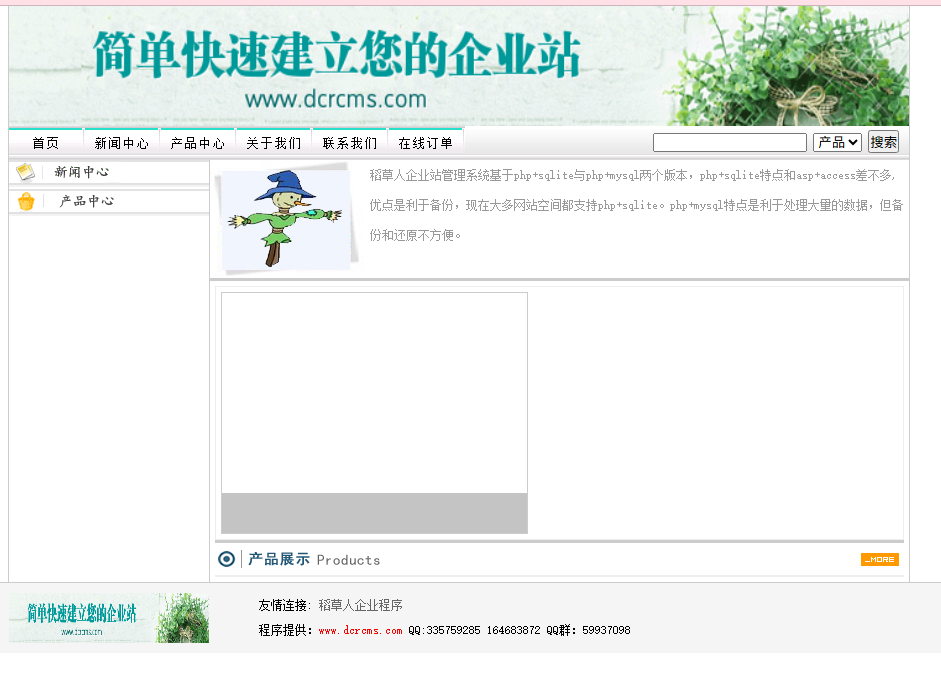 简单快速建立您的企业站
www.dcrcms.com
首页 新闻中心 产品中心 关于我们 联系我们 在线订单 产品 搜索
新闻中心
产品中心
稻草人企业站管理系统基于php+sqlite与php+mysql两个版本，php+sqlite特点和asp+access差不多，
优点是利于备份，现在大多网站空间都支持php+sqlite。php+mysql特点是利于处理大量的数据，但备
份和还原不方便。
产品展示 Products
...MORE
简单快速建立您的企业站
www.dcrcms.com
友情连接：稻草人企业程序
程序提供：www.dcrcms.com QQ:335759285 164683872 QQ群：59937098